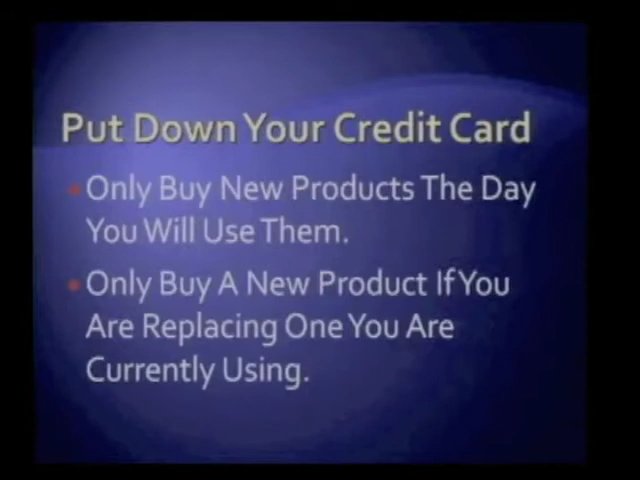 Put Down Your Credit Card
Only Buy New Products The Day
You Will Use Them.
Only Buy A New Product If You
Are Replacing One You Are
Currently Using.